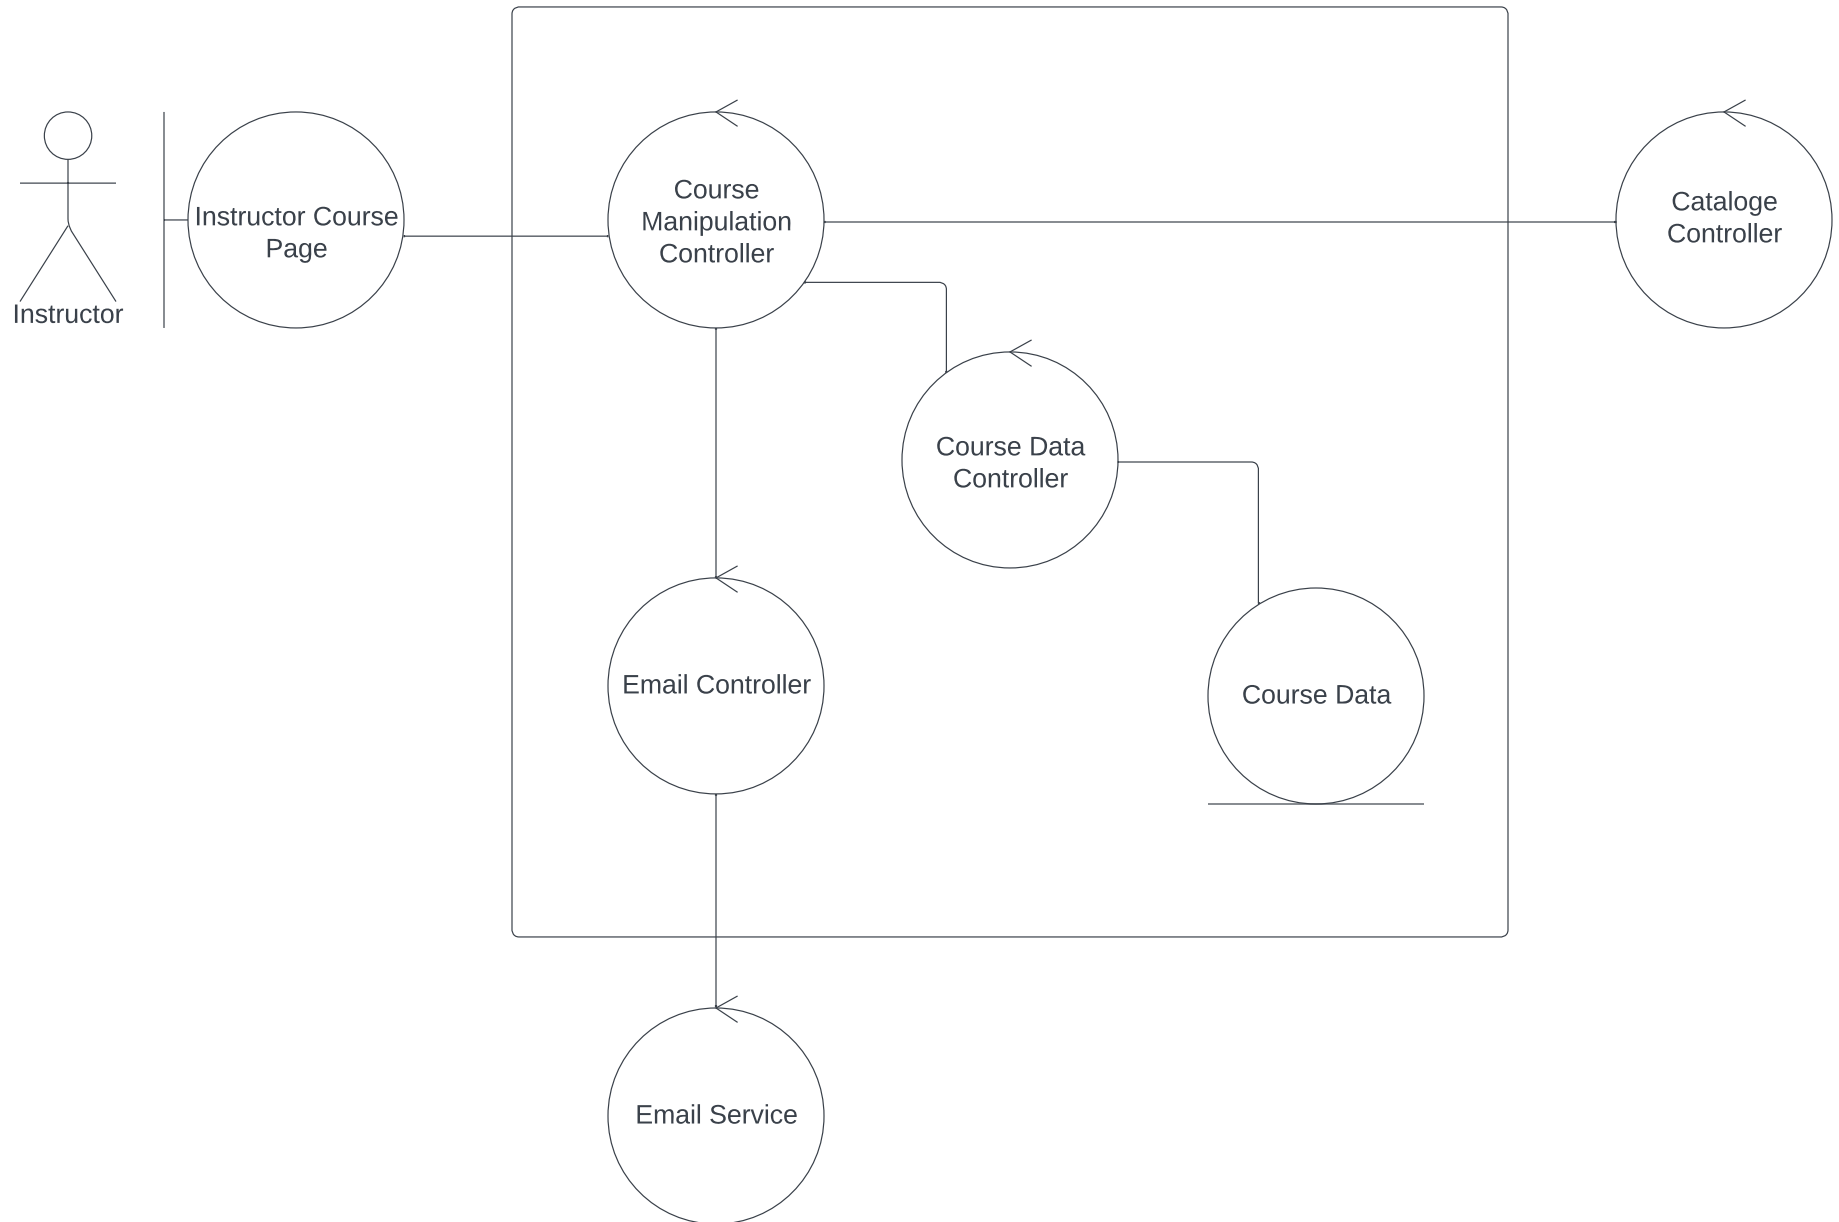 Instructor
Instructor Course
Page
Course
Manipulation
Controller
Cataloge
Controller
Course Data
Controller
Email Controller
Course Data
Email Service